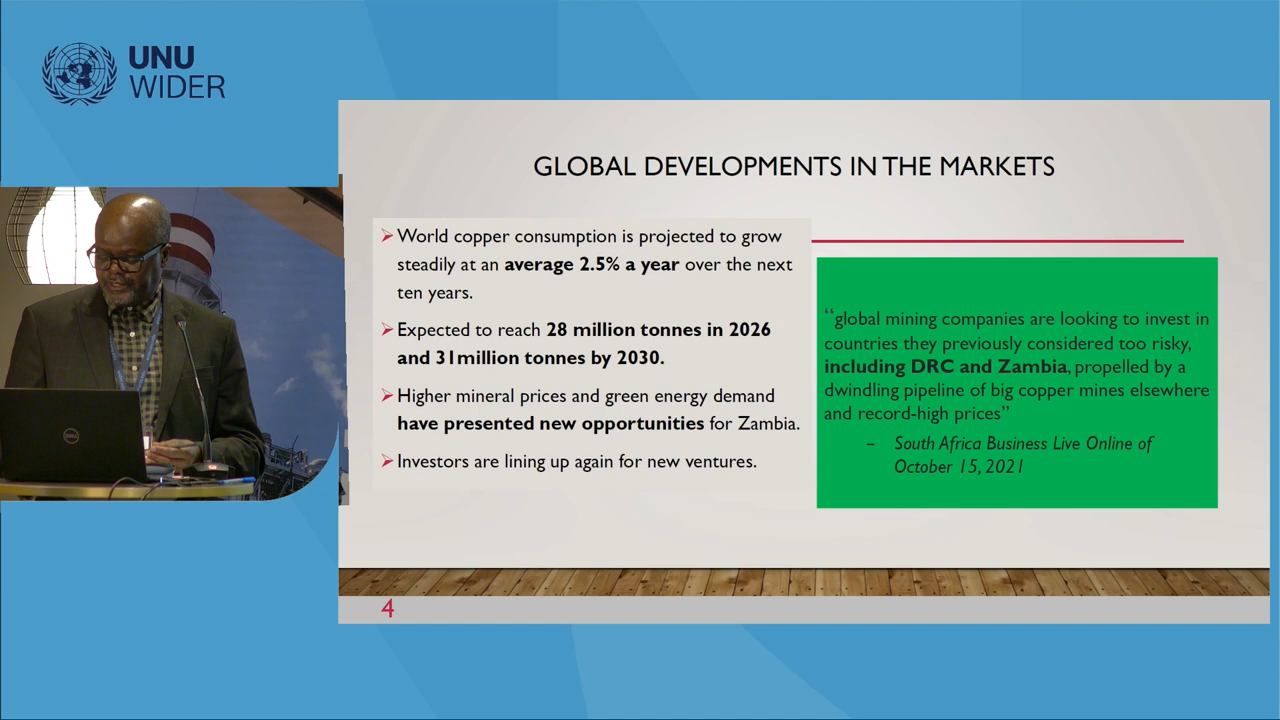 UNU
WIDER
GLOBAL DEVELOPMENTS IN THE MARKETS
➢World copper consumption is projected to grow
steadily at an average 2.5% a year over the next
ten years.
➢Expected to reach 28 million tonnes in 2026
and 31million tonnes by 2030.
➢Higher mineral prices and green energy demand
have presented new opportunities for Zambia.
➢Investors are lining up again for new ventures.
“global mining companies are looking to invest in
countries they previously considered too risky,
including DRC and Zambia, propelled by a
dwindling pipeline of big copper mines elsewhere
and record-high prices”
– South Africa Business Live Online of
October 15, 2021
4
DELL